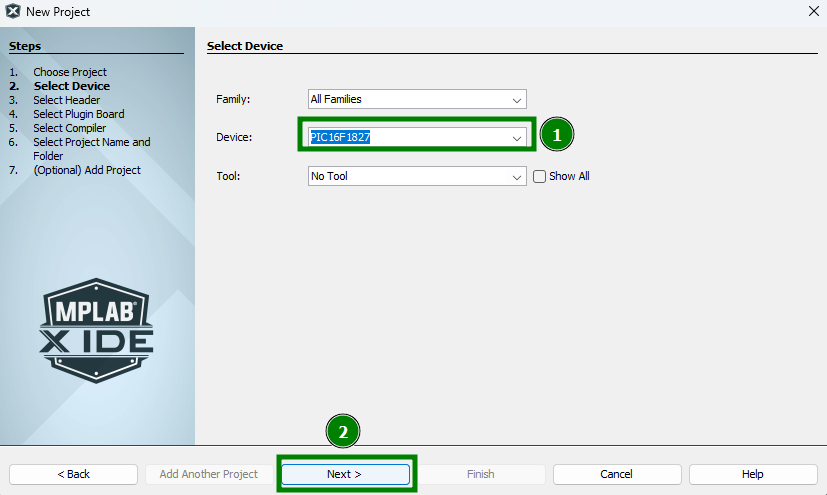 New Project
Steps
1. Choose Project
2. Select Device
3. Select Header
4. Select Plugin Board
5. Select Compiler
6. Select Project Name and
Folder
7. (Optional) Add Project
MPLAB®
X IDE
Select Device
Family: All Families
Device: PIC16F1827
1
Tool: No Tool
Show All
2
< Back
Add Another Project
Next >
Finish
Cancel
Help